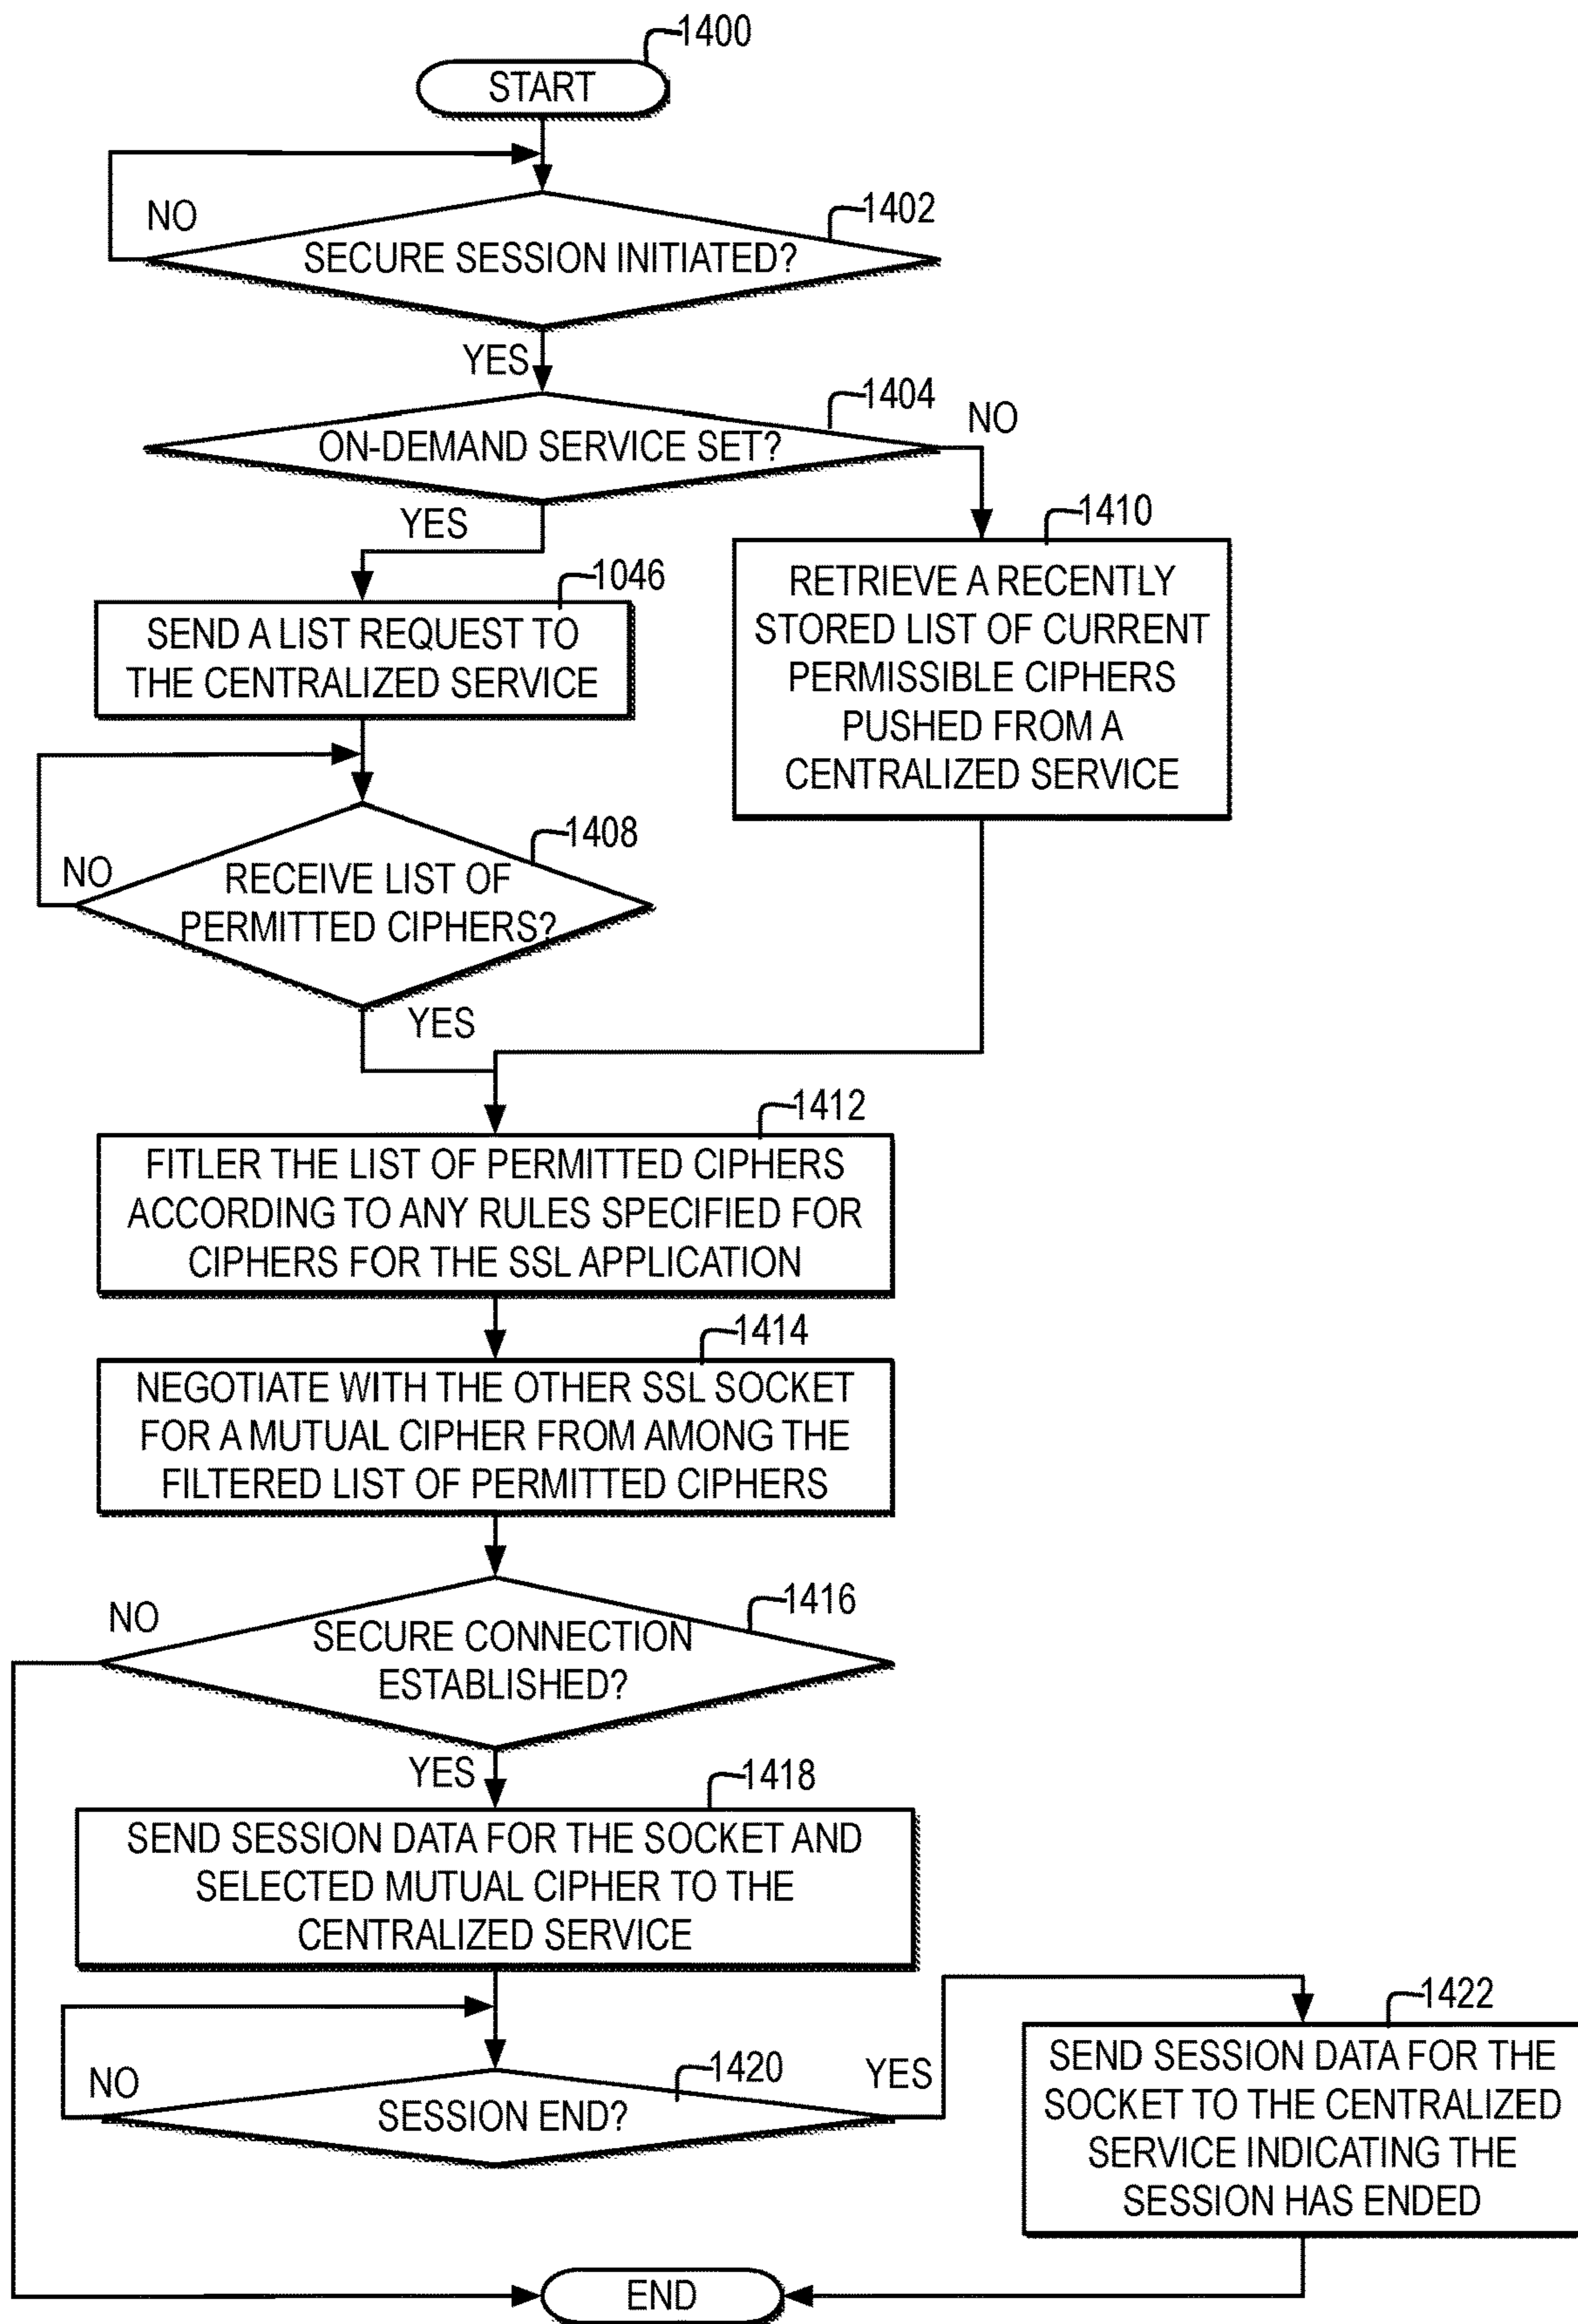 1400
START
NO
1402
SECURE SESSION INITIATED?
YES
1404
NO
ON-DEMAND SERVICE SET?
YES
1410
1046
RETRIEVE A RECENTLY
STORED LIST OF CURRENT
PERMISSIBLE CIPHERS
PUSHED FROM A
CENTRALIZED SERVICE
SEND A LIST REQUEST TO
THE CENTRALIZED SERVICE
1408
NO
RECEIVE LIST OF
PERMITTED CIPHERS?
YES
1412
FITLER THE LIST OF PERMITTED CIPHERS
ACCORDING TO ANY RULES SPECIFIED FOR
CIPHERS FOR THE SSL APPLICATION
1414
NEGOTIATE WITH THE OTHER SSL SOCKET
FOR A MUTUAL CIPHER FROM AMONG THE
FILTERED LIST OF PERMITTED CIPHERS
1416
NO
SECURE CONNECTION
ESTABLISHED?
YES
1418
SEND SESSION DATA FOR THE SOCKET AND
SELECTED MUTUAL CIPHER TO THE
CENTRALIZED SERVICE
1420
NO
SESSION END?
YES
1422
SEND SESSION DATA FOR THE
SOCKET TO THE CENTRALIZED
SERVICE INDICATING THE
SESSION HAS ENDED
END